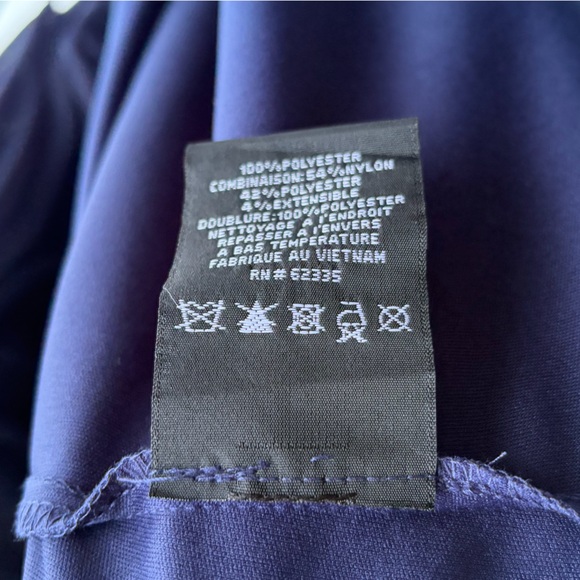 100%POLYESTER
COMBINAISON: 54%NYLON
42%POLYESTER
4%EXTENSIBLE
DOUBLURE: 100%POLYESTER
NETTOYAGE A L'ENDROIT
REPASSER A L'ENVERS
A BAS TEMPERATURE
FABRIQUE AU VIETNAM
RN# 62335